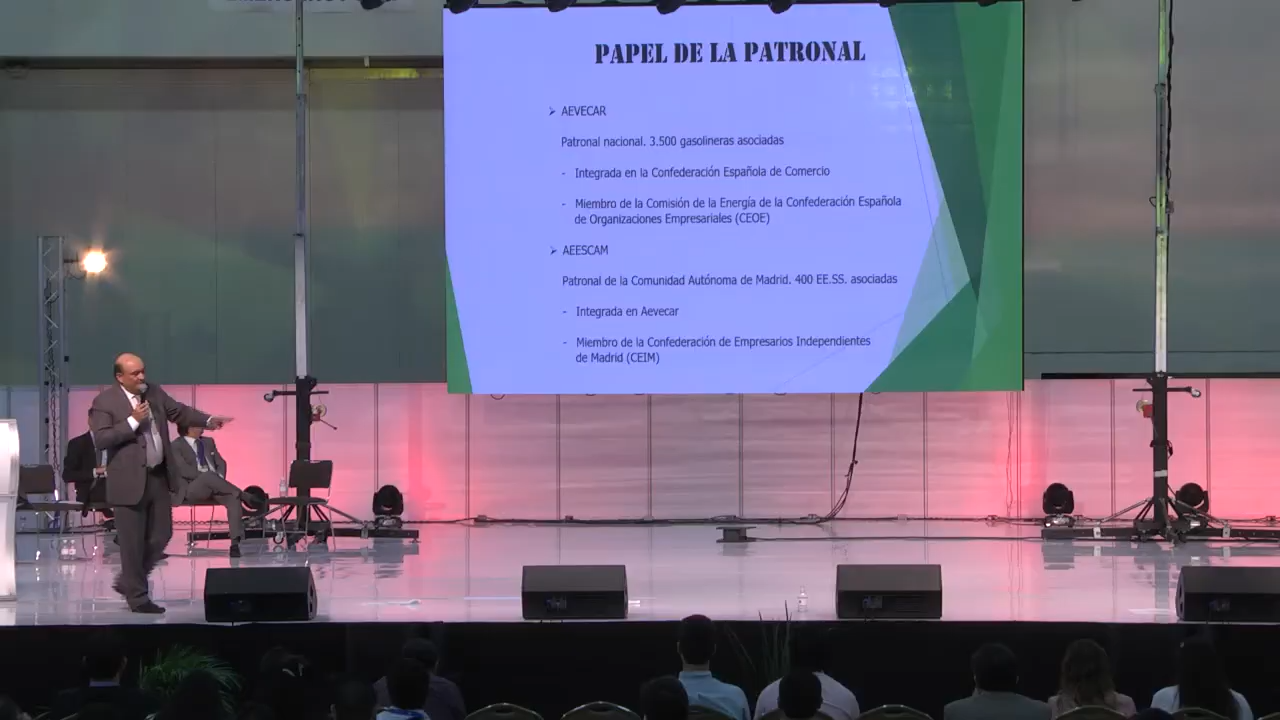 PAPEL DE LA PATRONAL
➢ AEVECAR
Patronal nacional. 3.500 gasolineras asociadas
- Integrada en la Confederación Española de Comercio
- Miembro de la Comisión de la Energía de la Confederación Española
de Organizaciones Empresariales (CEOE)
➢ AEESCAM
Patronal de la Comunidad Autónoma de Madrid. 400 EE.SS. asociadas
- Integrada en Aevecar
- Miembro de la Confederación de Empresarios Independientes
de Madrid (CEIM)